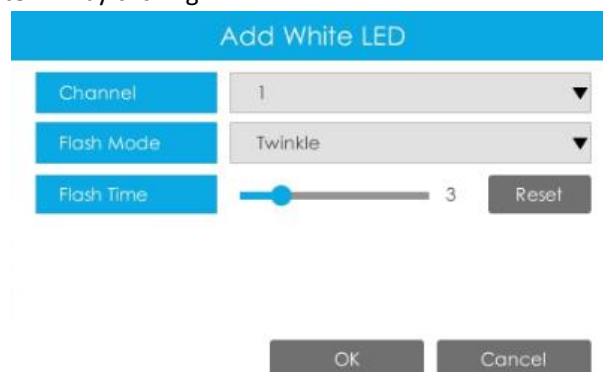 Add White LED
Channel 1
Flash Mode Twinkle
Flash Time 3 Reset
OK Cancel